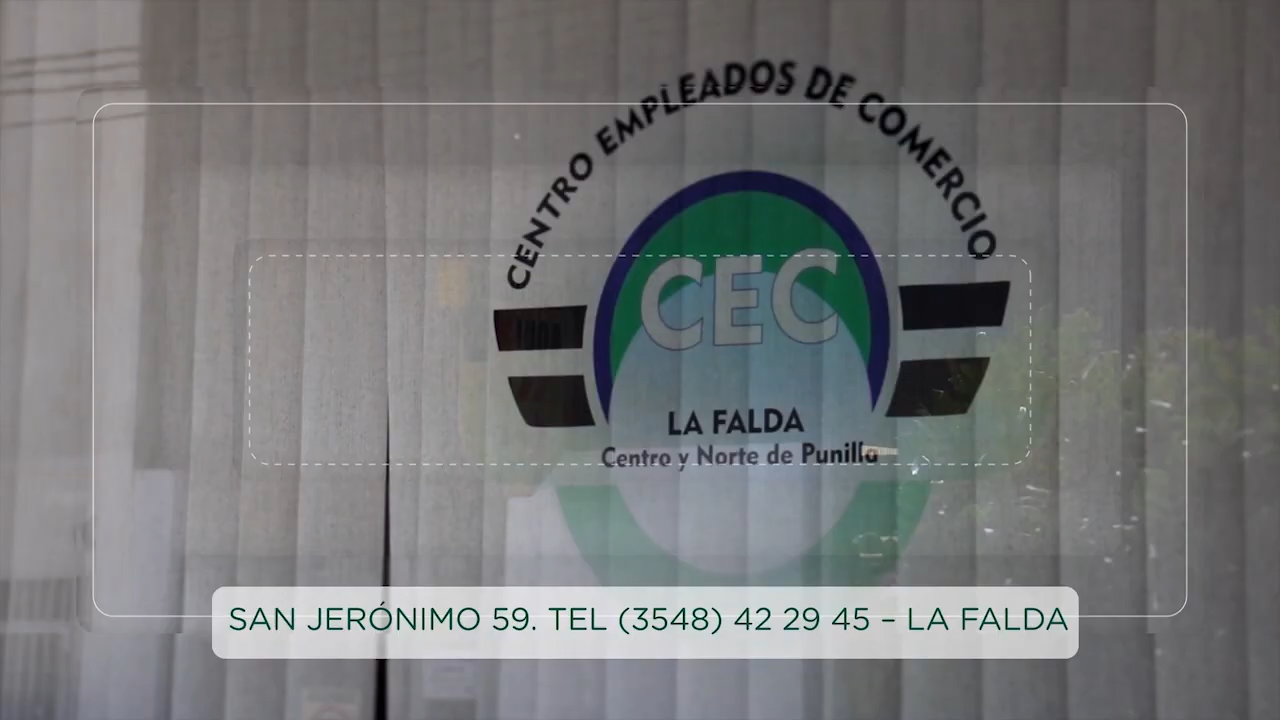 CENTRO EMPLEADOS DE COMERCIO
CEC
LA FALDA
Centro y Norte de Punilla
SAN JERÓNIMO 59. TEL (3548) 42 29 45 – LA FALDA